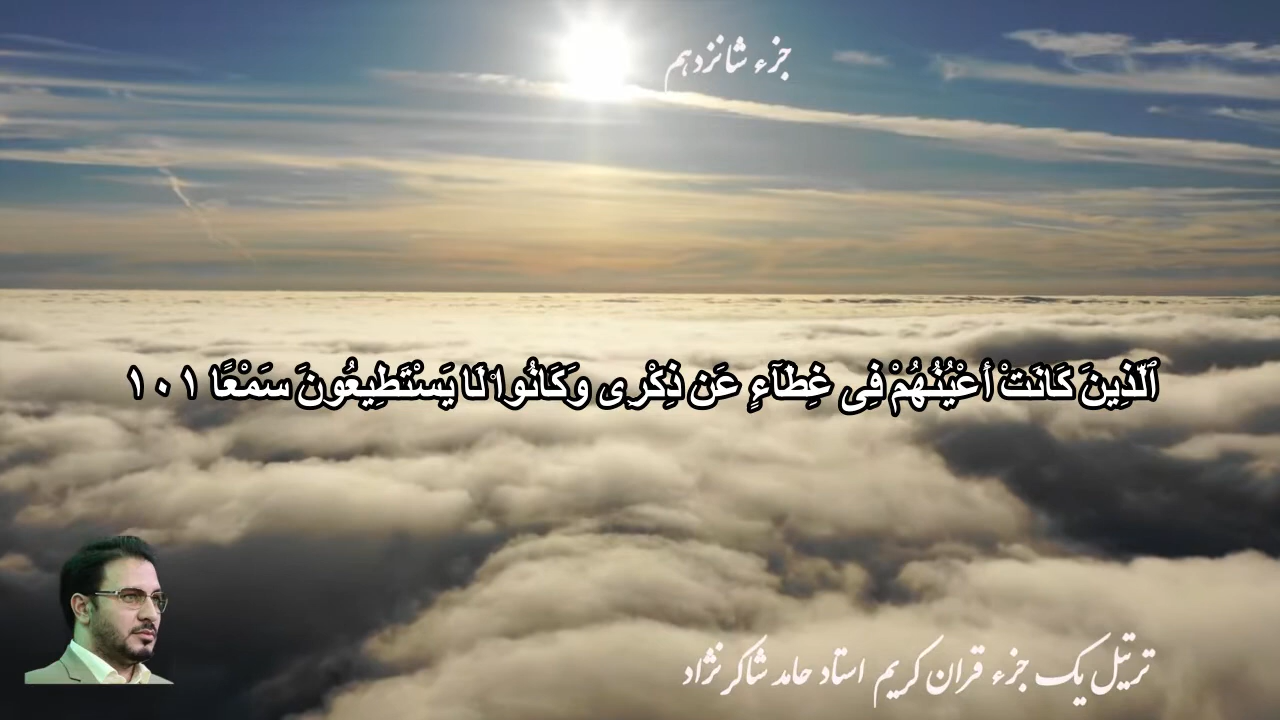 جزء شانزدهم
ٱلَّذِينَ كَانَتْ أَعْيُنُهُمْ فِى غِطَآءٍ عَن ذِكْرِى وَكَانُوا۟ لَا يَسْتَطِيعُونَ سَمْعًا ١٠١
ترتیل یک جزء قران کریم استاد حامد شاکرنژاد